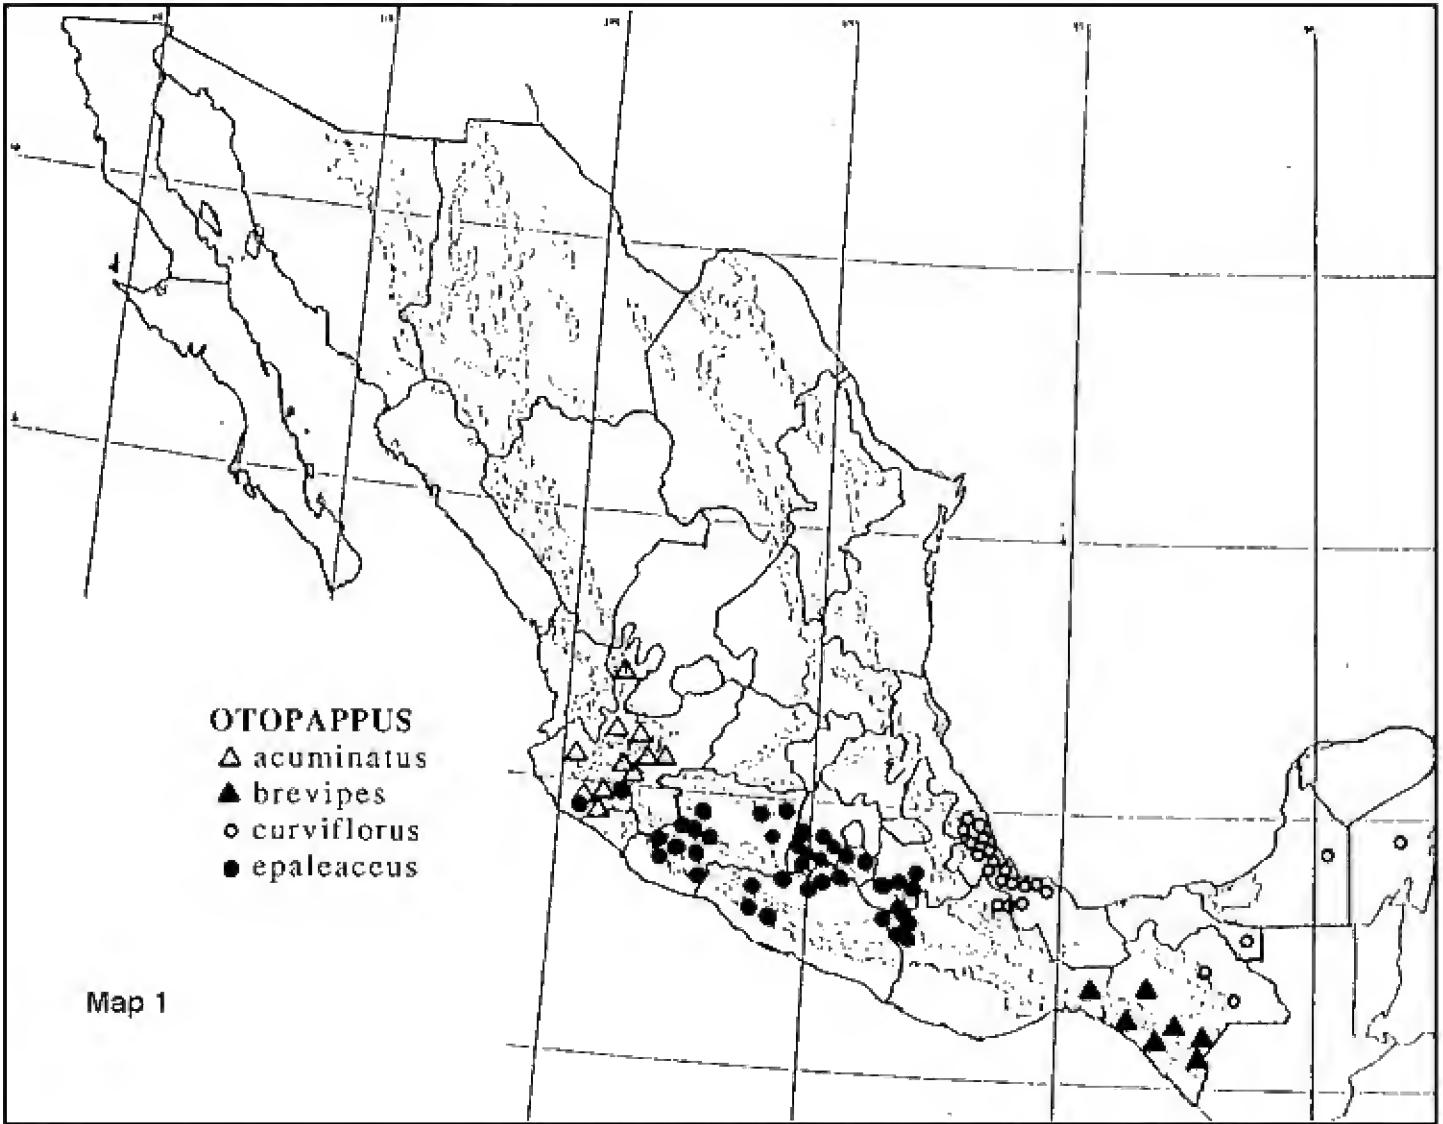 OTOPAPPUS
△ acuminatus
▲ brevipes
○ curviflorus
● epaleaceus
Map 1